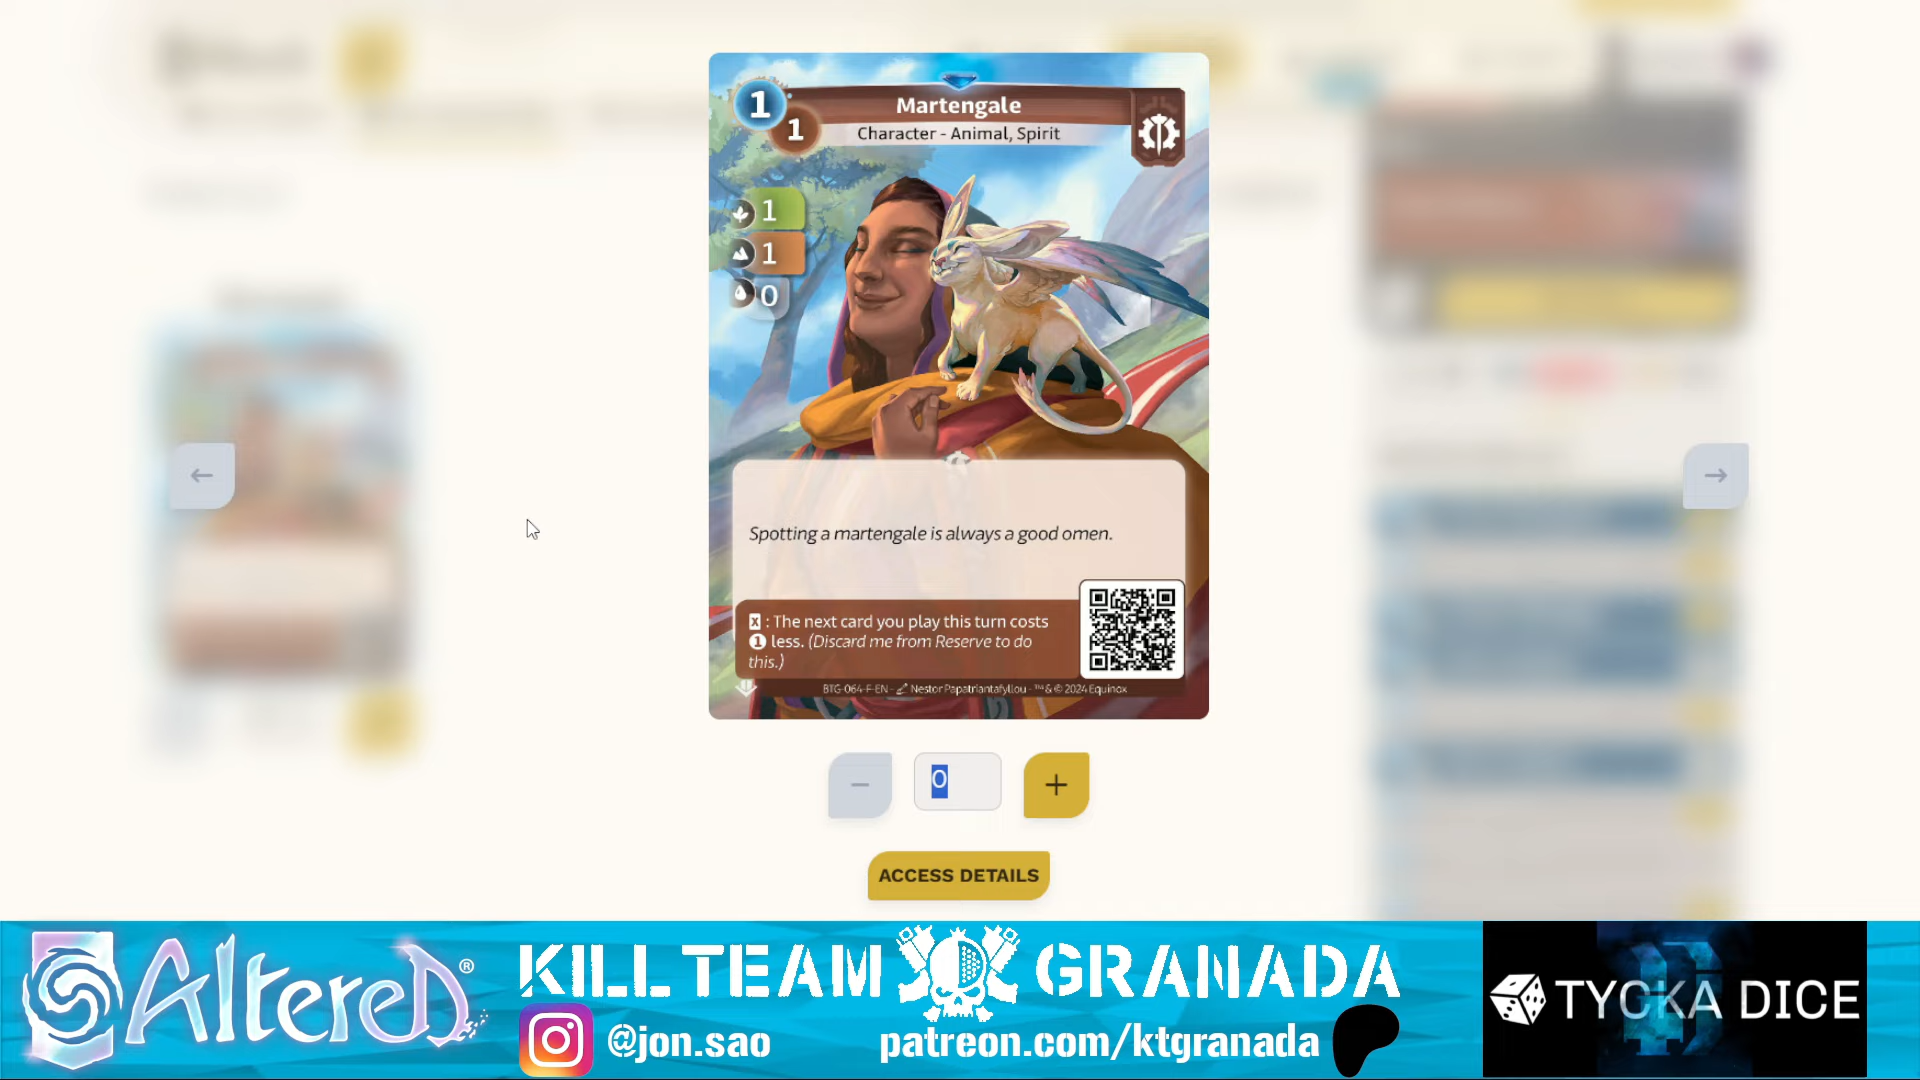 1
1
Martengale
Character - Animal, Spirit
1
1
0
Spotting a martengale is always a good omen.
X : The next card you play this turn costs
1 less. (Discard me from Reserve to do
this.)
BTG-064-F-EN - Nestor Papatriantafyllou - ™ & © 2024 Equinox
← →
− 0 +
ACCESS DETAILS
Altered®
KILL TEAM GRANADA
@jon.sao patreon.com/ktgranada
TYCKA DICE